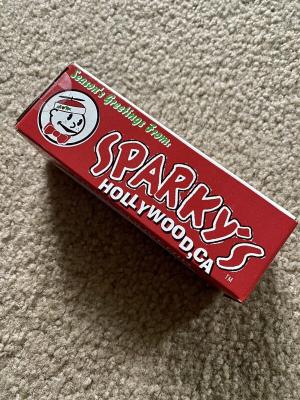 Season's Greetings From:
SPARKY'S
HOLLYWOOD, CA
TM